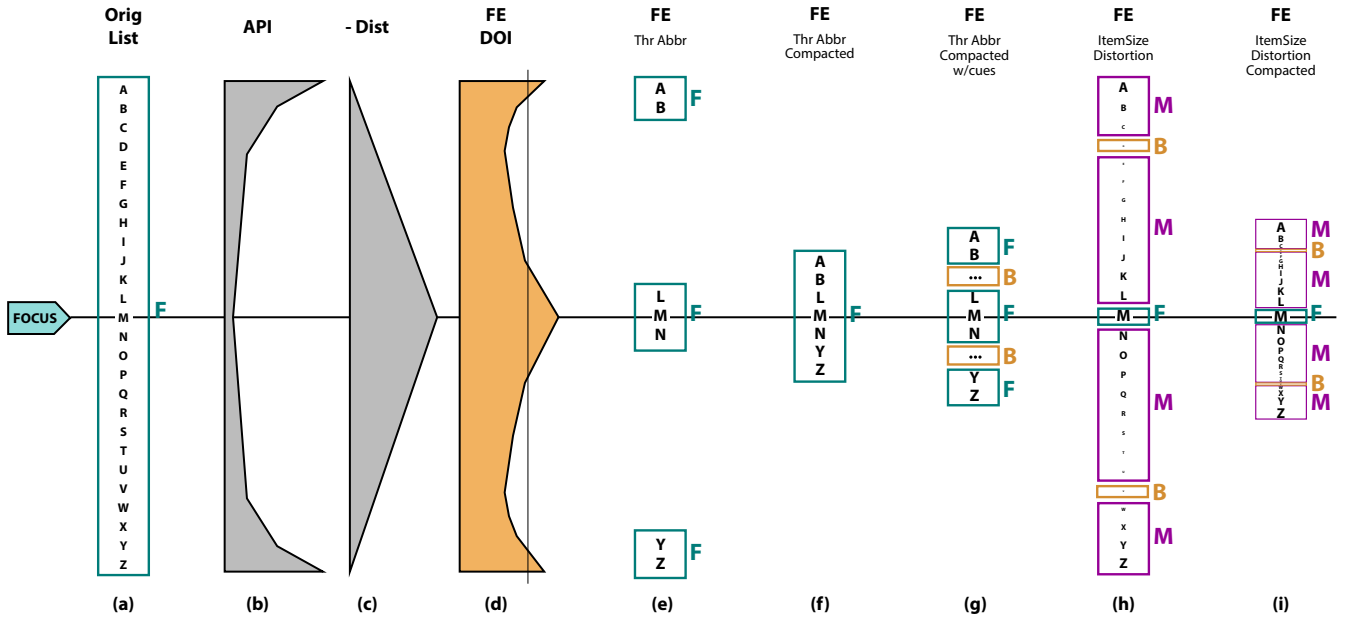 Orig
List
API
- Dist
FE
DOI
FE
Thr Abbr
FE
Thr Abbr
Compacted
FE
Thr Abbr
Compacted
w/cues
FE
ItemSize
Distortion
FE
ItemSize
Distortion
Compacted
FOCUS
A
B
C
D
E
F
G
H
I
J
K
L
M
N
O
P
Q
R
S
T
U
V
W
X
Y
Z
F
A
B
F
L
M
N
F
Y
Z
F
A
B
L
M
N
Y
Z
F
A
B
F
...
B
L
M
N
F
...
B
Y
Z
F
A
B
C
M
B
F
G
H
I
J
K
L
M
M
F
N
O
P
Q
R
S
T
U
M
B
W
X
Y
Z
M
A
B
C
M
B
G
H
I
J
K
L
M
M
F
N
O
P
Q
R
S
M
B
X
Y
Z
M
(a)
(b)
(c)
(d)
(e)
(f)
(g)
(h)
(i)